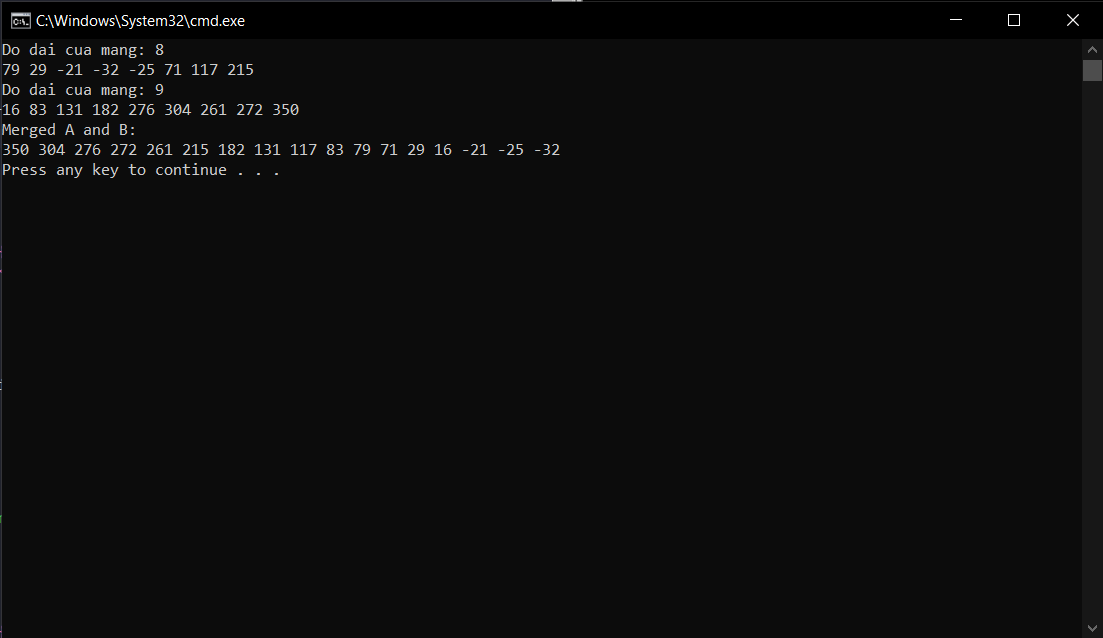 C:\Windows\System32\cmd.exe
Do dai cua mang: 8
79 29 -21 -32 -25 71 117 215
Do dai cua mang: 9
16 83 131 182 276 304 261 272 350
Merged A and B:
350 304 276 272 261 215 182 131 117 83 79 71 29 16 -21 -25 -32
Press any key to continue . . .